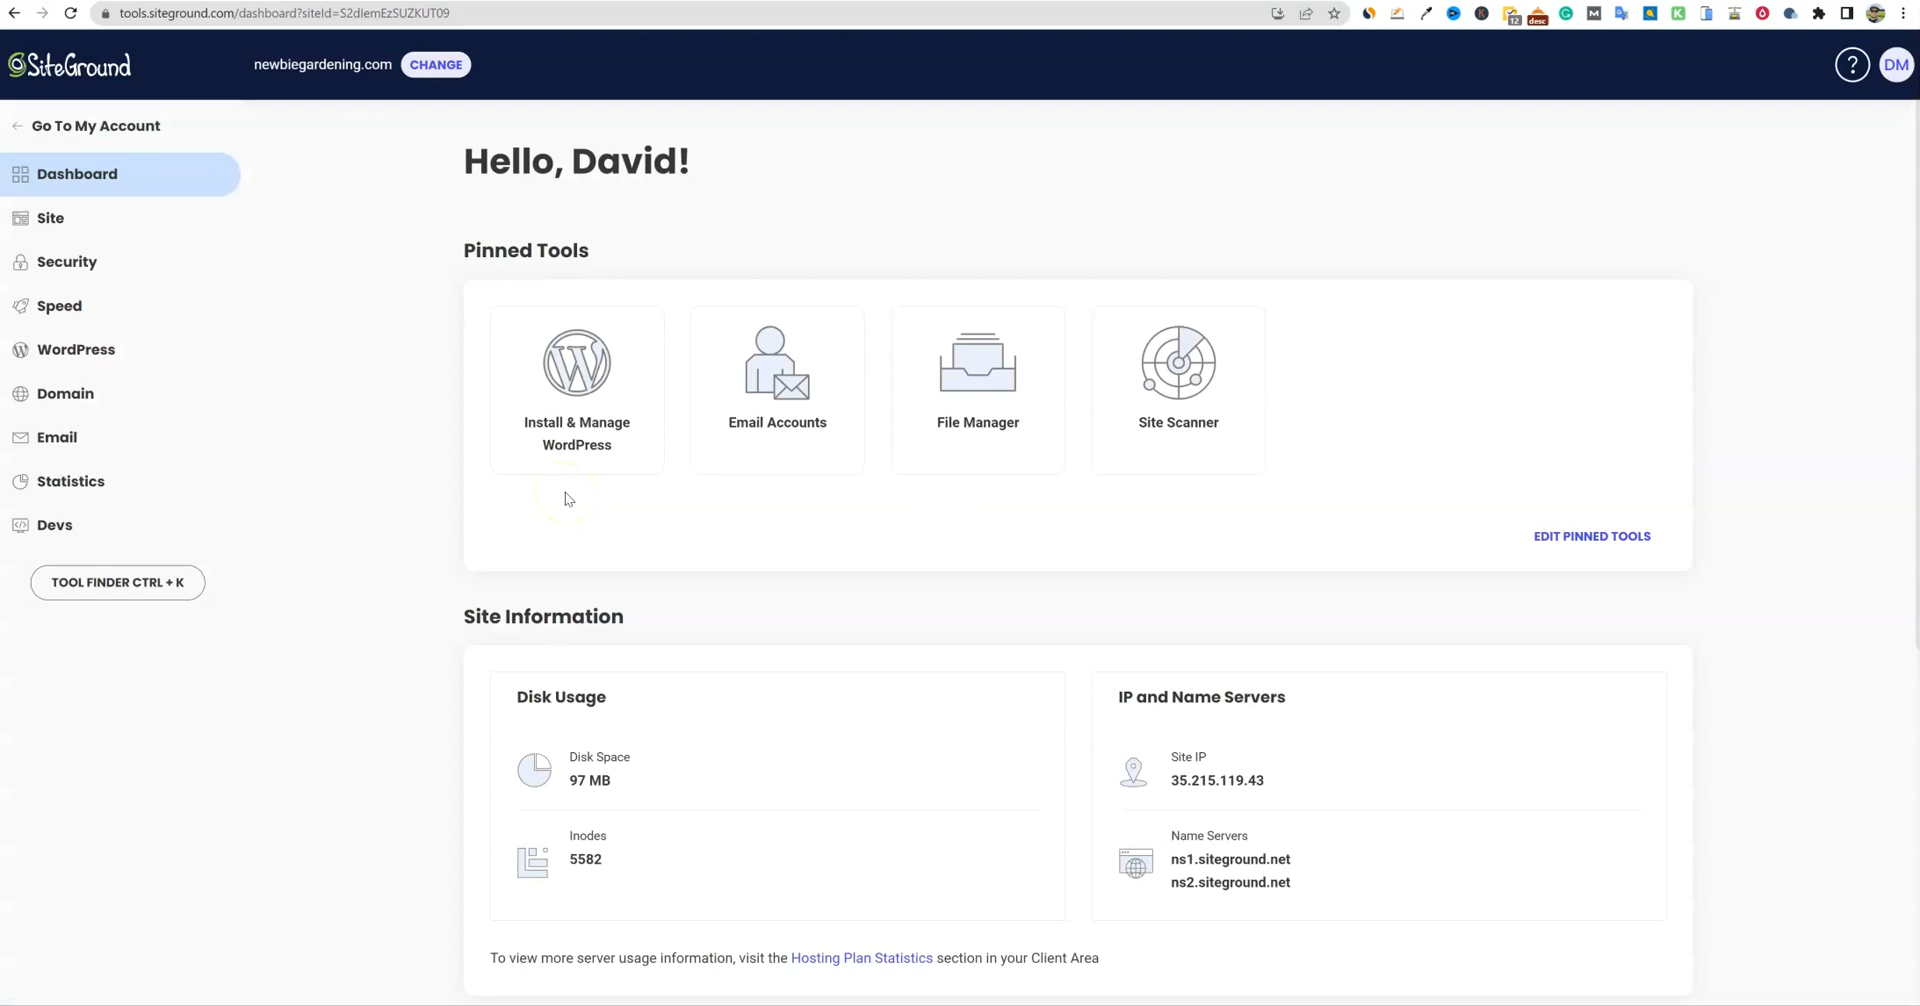 tools.siteground.com/dashboard?siteId=S2dIemEzSUZKUT09
12
desc
SiteGround
newbiegardening.com
CHANGE
?
DM
Go To My Account
Dashboard
Site
Security
Speed
WordPress
Domain
Email
Statistics
Devs
TOOL FINDER CTRL + K
Hello, David!
Pinned Tools
Install & Manage
WordPress
Email Accounts
File Manager
Site Scanner
EDIT PINNED TOOLS
Site Information
Disk Usage
Disk Space
97 MB
Inodes
5582
IP and Name Servers
Site IP
35.215.119.43
Name Servers
ns1.siteground.net
ns2.siteground.net
To view more server usage information, visit the Hosting Plan Statistics section in your Client Area